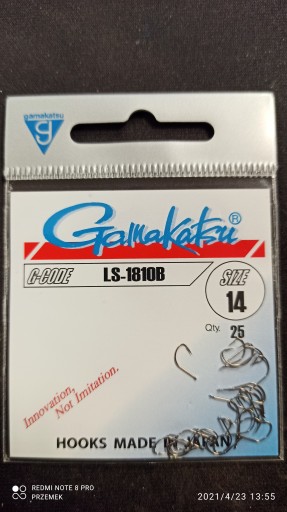 gamakatsu
g
Gamakatsu®
G-CODE LS-1810B
SIZE
14
Qty. 25
Innovation,
Not Imitation.
HOOKS MADE IN JAPAN
REDMI NOTE 8 PRO
PRZEMEK
2021/4/23 13:55